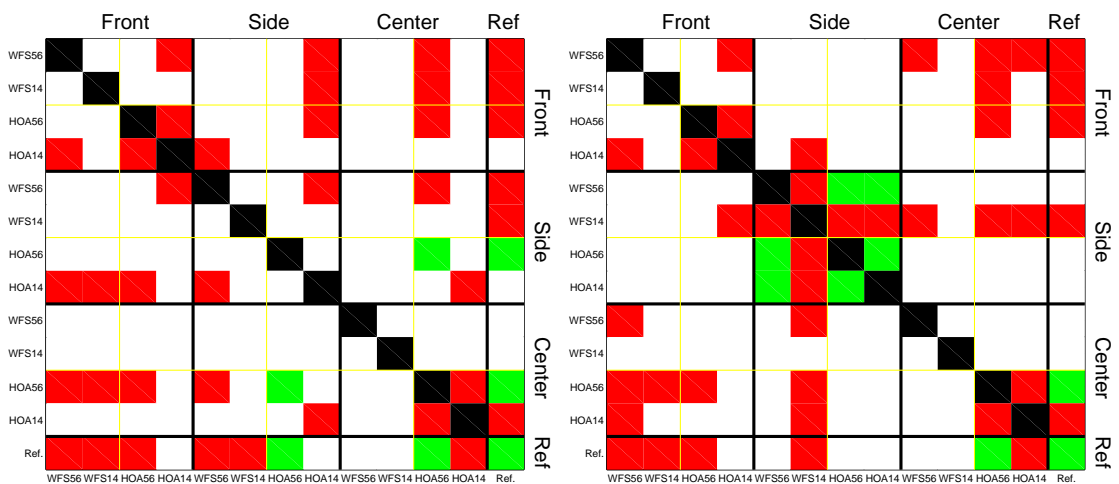 Front Side Center Ref Front Side Center Ref
WFS56 WFS56
WFS14 WFS14
HOA56 HOA56
HOA14 HOA14
Front Front
WFS56 WFS56
WFS14 WFS14
HOA56 HOA56
HOA14 HOA14
Side Side
WFS56 WFS56
WFS14 WFS14
HOA56 HOA56
HOA14 HOA14
Center Center
Ref. Ref.
Ref Ref
WFS56 WFS14 HOA56 HOA14 WFS56 WFS14 HOA56 HOA14 WFS56 WFS14 HOA56 HOA14 Ref. WFS56 WFS14 HOA56 HOA14 WFS56 WFS14 HOA56 HOA14 WFS56 WFS14 HOA56 HOA14 Ref.